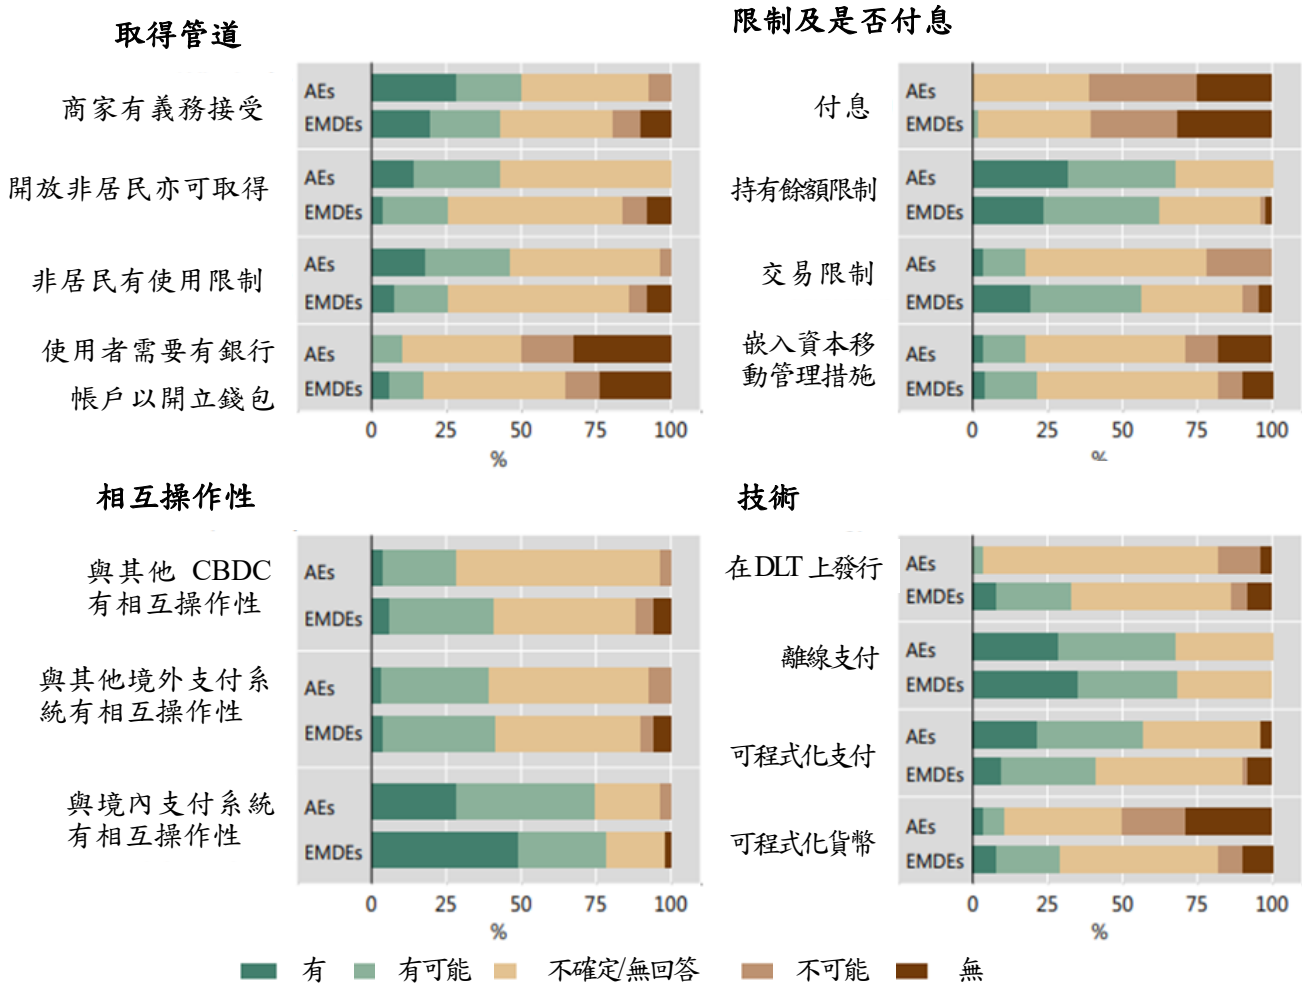 取得管道
商家有義務接受
AEs
EMDEs
開放非居民亦可取得
AEs
EMDEs
非居民有使用限制
AEs
EMDEs
使用者需要有銀行
帳戶以開立錢包
AEs
EMDEs
0 25 50 75 100
%
限制及是否付息
付息
AEs
EMDEs
持有餘額限制
AEs
EMDEs
交易限制
AEs
EMDEs
嵌入資本移
動管理措施
AEs
EMDEs
0 25 50 75 100
%
相互操作性
與其他 CBDC
有相互操作性
AEs
EMDEs
與其他境外支付系
統有相互操作性
AEs
EMDEs
與境內支付系統
有相互操作性
AEs
EMDEs
0 25 50 75 100
%
技術
在DLT上發行
AEs
EMDEs
離線支付
AEs
EMDEs
可程式化支付
AEs
EMDEs
可程式化貨幣
AEs
EMDEs
0 25 50 75 100
%
有 有可能 不確定/無回答 不可能 無